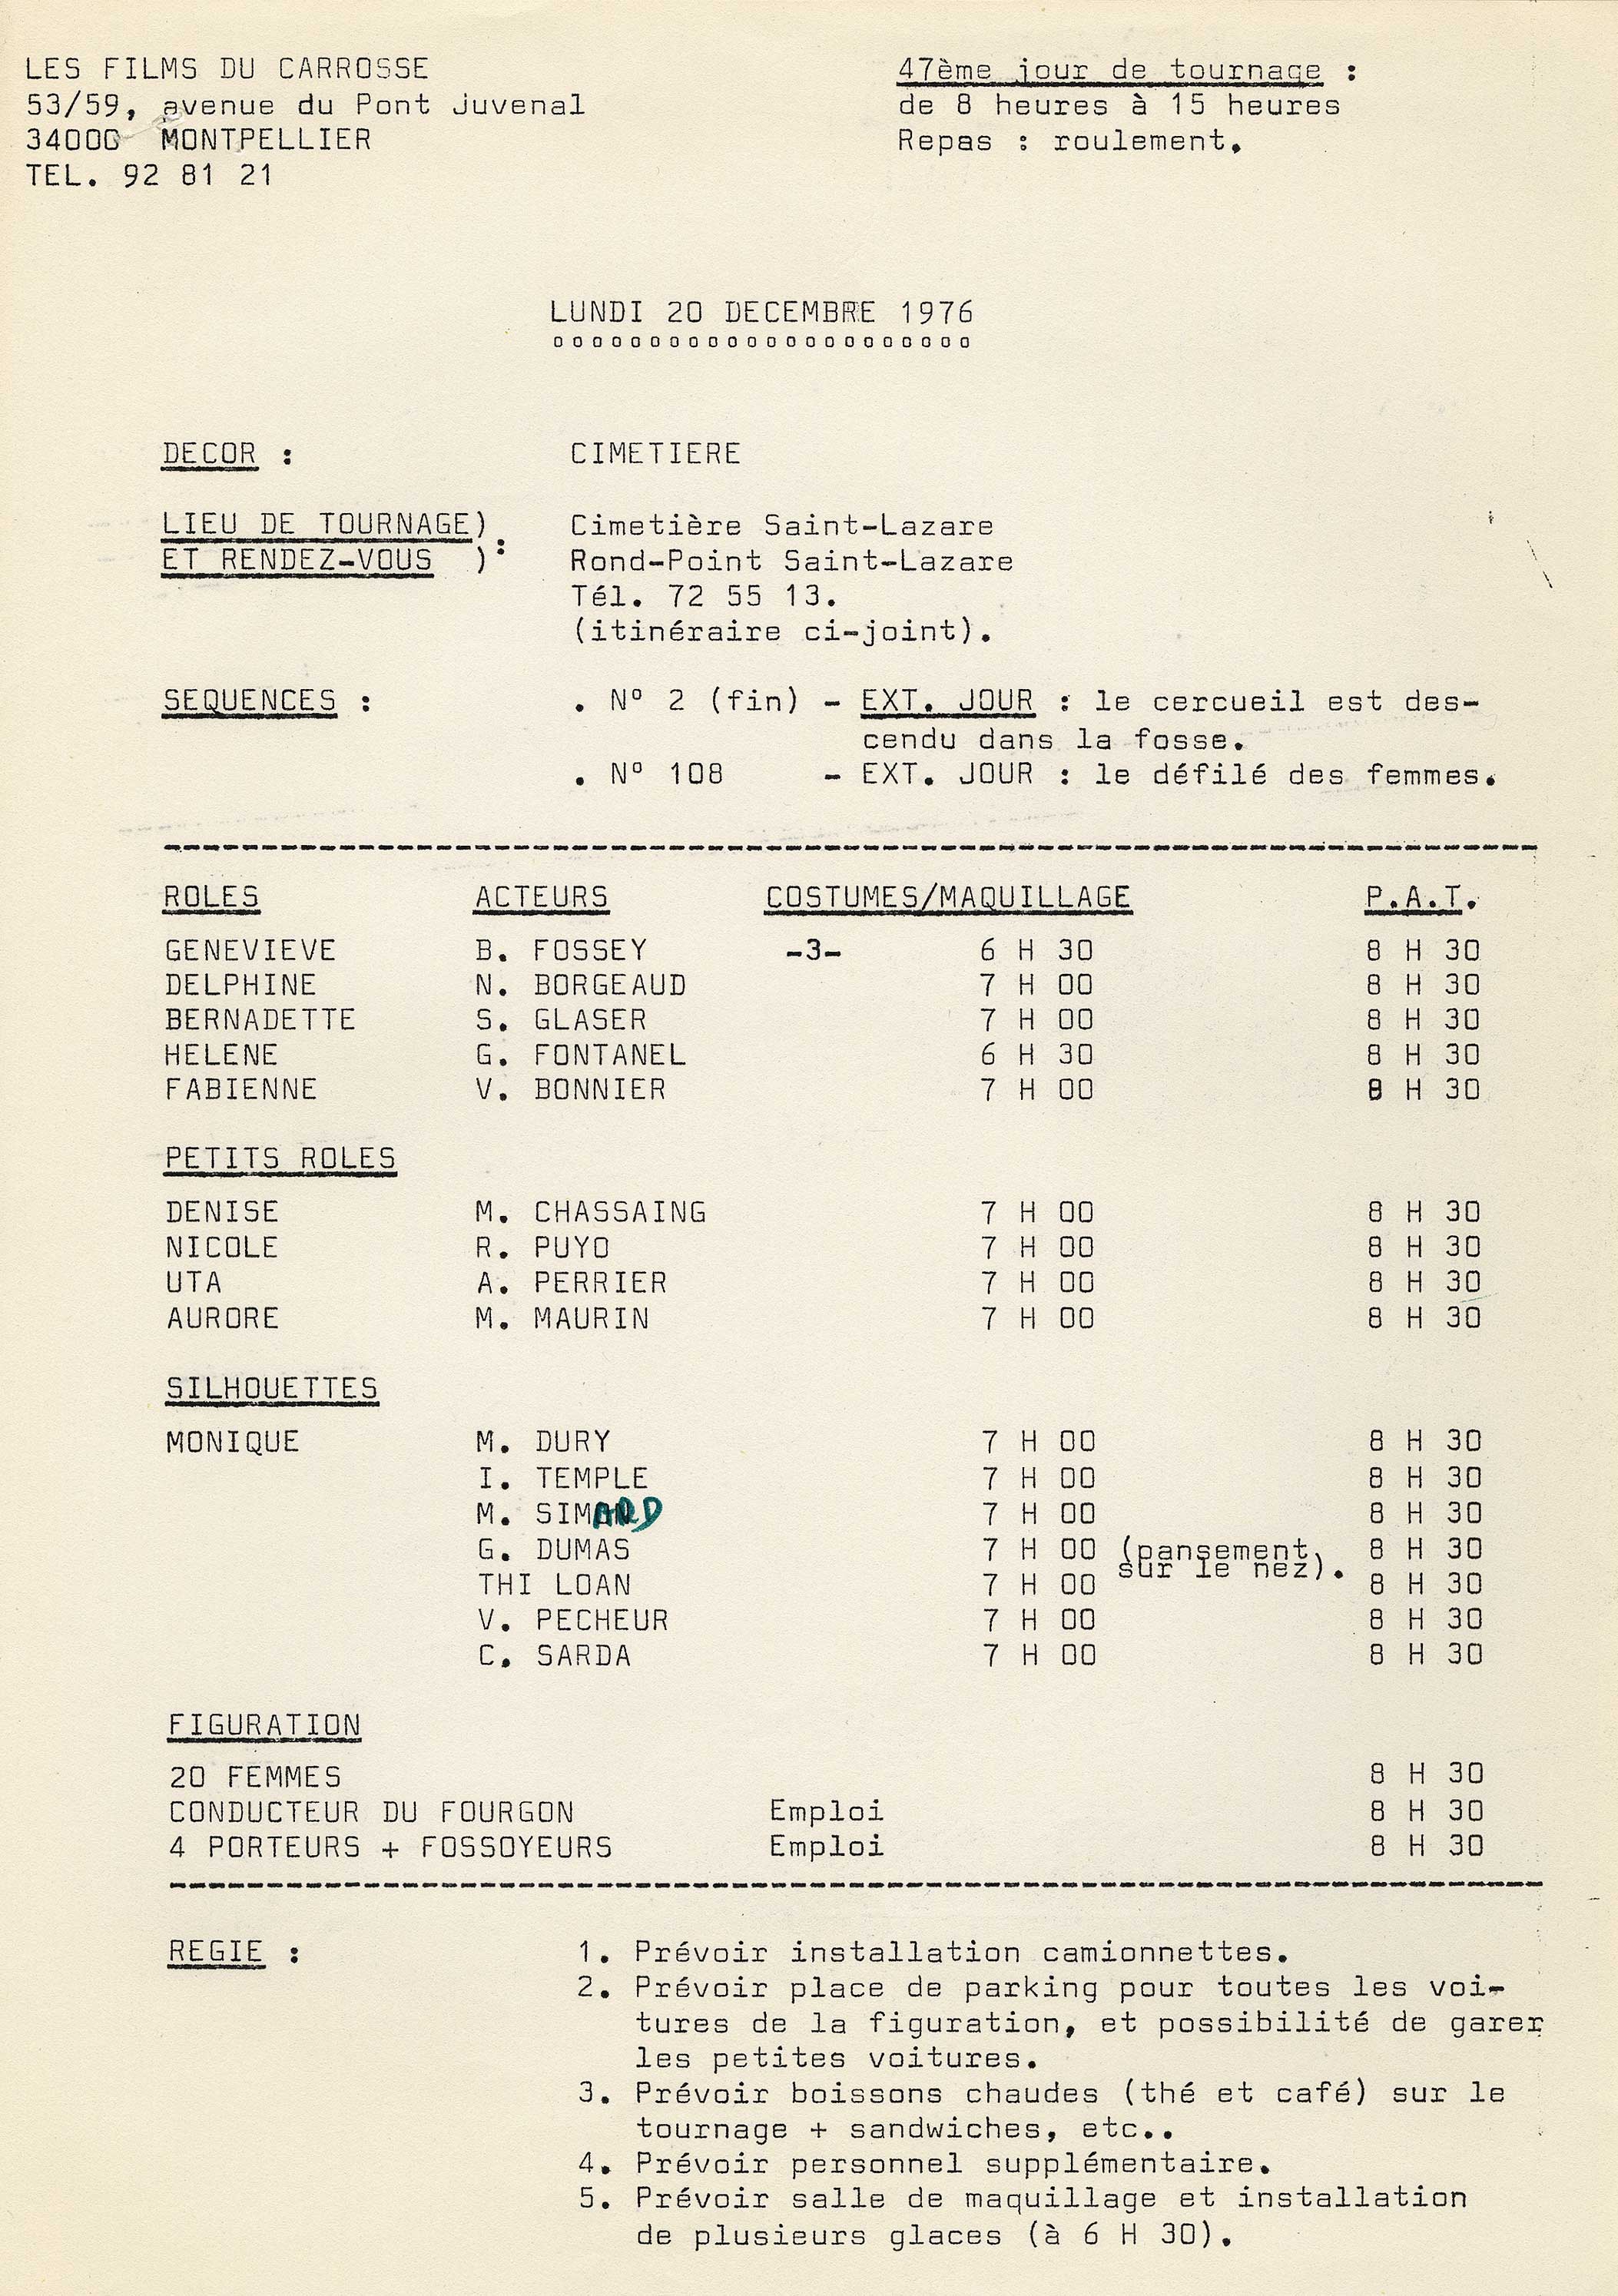 LES FILMS DU CARROSSE
53/59, avenue du Pont Juvenal
34000 MONTPELLIER
TEL. 92 81 21
47ème jour de tournage :
de 8 heures à 15 heures
Repas : roulement.
LUNDI 20 DECEMBRE 1976
oooooooooooooooooooooo
DECOR : CIMETIERE
LIEU DE TOURNAGE) Cimetière Saint-Lazare
ET RENDEZ-VOUS ) : Rond-Point Saint-Lazare
Tél. 72 55 13.
(itinéraire ci-joint).
SEQUENCES : . Nº 2 (fin) - EXT. JOUR : le cercueil est des-
cendu dans la fosse.
. Nº 108 - EXT. JOUR : le défilé des femmes.
ROLES ACTEURS COSTUMES/MAQUILLAGE P.A.T.
GENEVIEVE B. FOSSEY -3- 6 H 30 8 H 30
DELPHINE N. BORGEAUD 7 H 00 8 H 30
BERNADETTE S. GLASER 7 H 00 8 H 30
HELENE G. FONTANEL 6 H 30 8 H 30
FABIENNE V. BONNIER 7 H 00 8 H 30
PETITS ROLES
DENISE M. CHASSAING 7 H 00 8 H 30
NICOLE R. PUYO 7 H 00 8 H 30
UTA A. PERRIER 7 H 00 8 H 30
AURORE M. MAURIN 7 H 00 8 H 30
SILHOUETTES
MONIQUE M. DURY 7 H 00 8 H 30
I. TEMPLE 7 H 00 8 H 30
M. SIMARD 7 H 00 8 H 30
G. DUMAS 7 H 00 (pansement 8 H 30
sur le nez).
THI LOAN 7 H 00 8 H 30
V. PECHEUR 7 H 00 8 H 30
C. SARDA 7 H 00 8 H 30
FIGURATION
20 FEMMES 8 H 30
CONDUCTEUR DU FOURGON Emploi 8 H 30
4 PORTEURS + FOSSOYEURS Emploi 8 H 30
REGIE : 1. Prévoir installation camionnettes.
2. Prévoir place de parking pour toutes les voi-
tures de la figuration, et possibilité de garer
les petites voitures.
3. Prévoir boissons chaudes (thé et café) sur le
tournage + sandwiches, etc..
4. Prévoir personnel supplémentaire.
5. Prévoir salle de maquillage et installation
de plusieurs glaces (à 6 H 30).